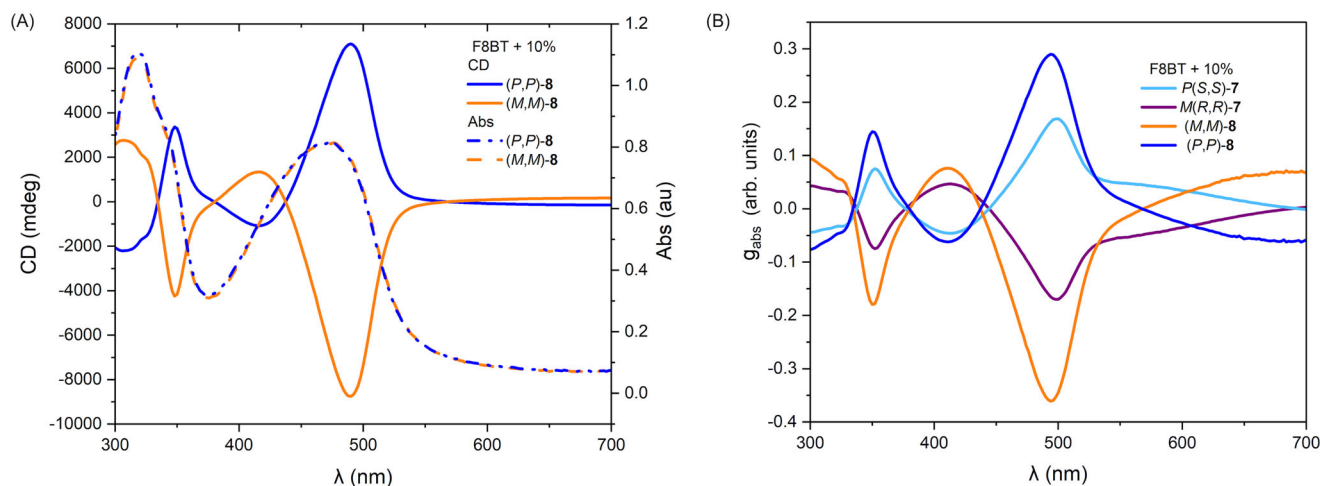 (A)
8000
6000
4000
2000
0
-2000
-4000
-6000
-8000
-10000
CD (mdeg)
300
400
500
600
700
λ (nm)
1.2
1.0
0.8
0.6
0.4
0.2
0.0
Abs (au)
F8BT + 10%
CD
(P,P)-8
(M,M)-8
Abs
(P,P)-8
(M,M)-8
(B)
0.3
0.2
0.1
0.0
-0.1
-0.2
-0.3
-0.4
gabs (arb. units)
300
400
500
600
700
λ (nm)
F8BT + 10%
P(S,S)-7
M(R,R)-7
(M,M)-8
(P,P)-8